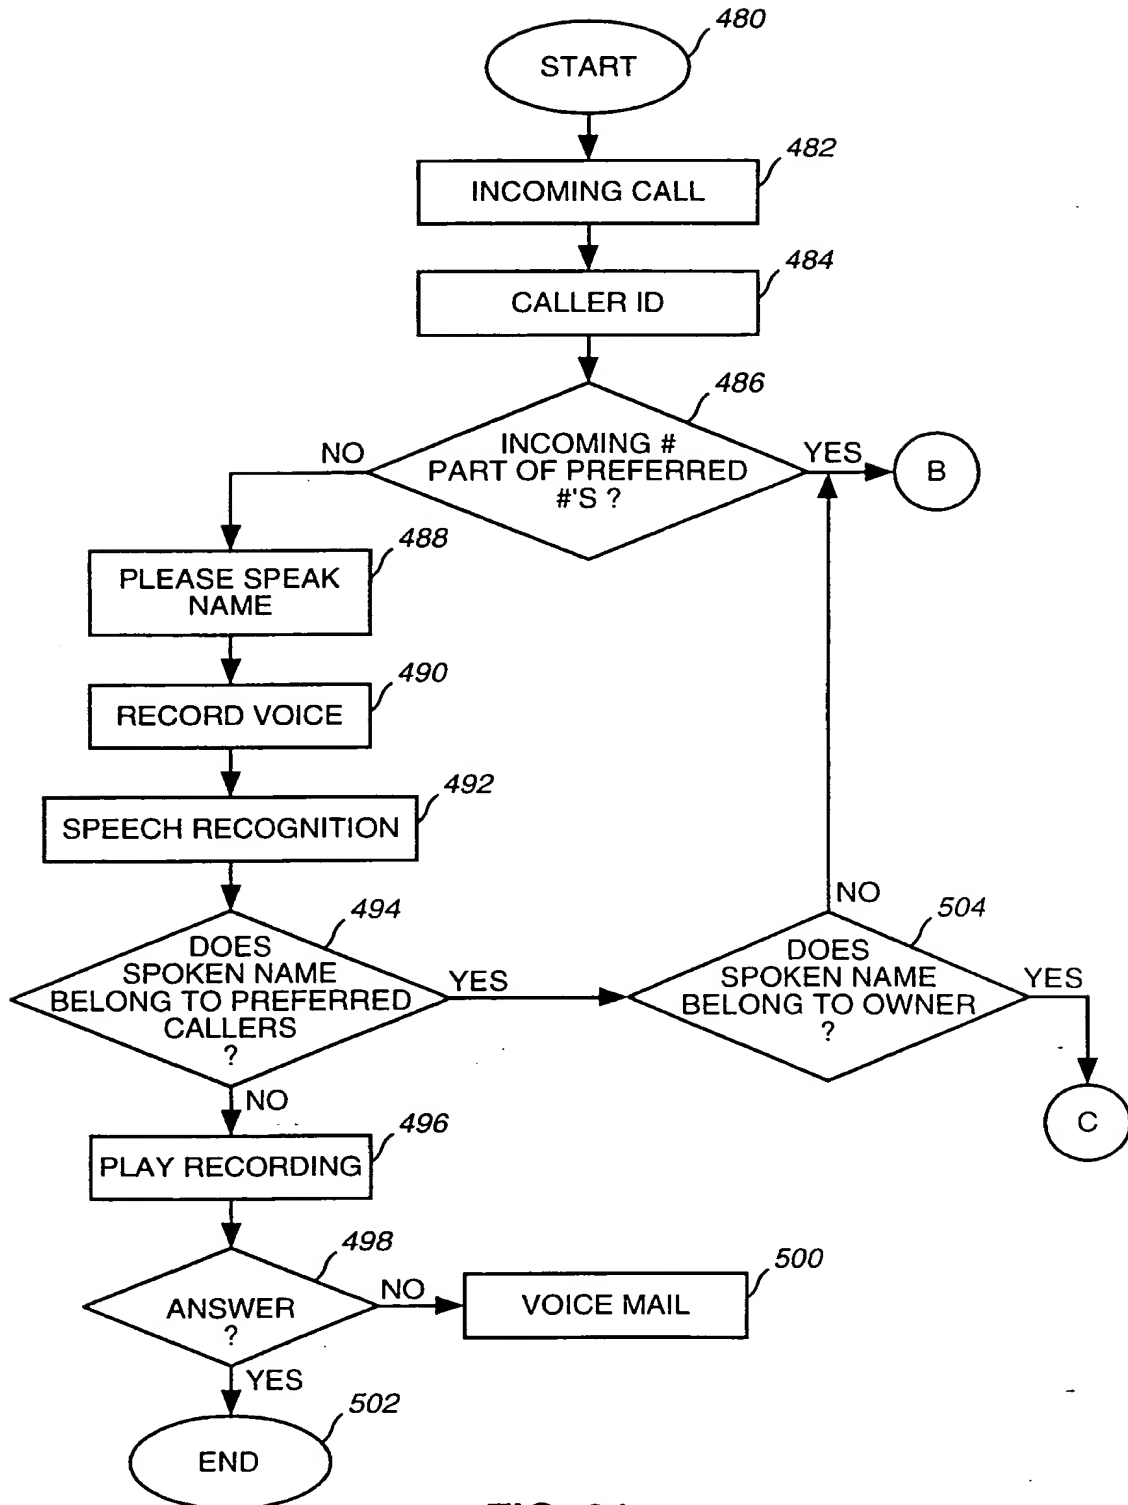 480
START
482
INCOMING CALL
484
CALLER ID
486
INCOMING #
PART OF PREFERRED
#'S ?
NO
YES
B
488
PLEASE SPEAK
NAME
490
RECORD VOICE
492
SPEECH RECOGNITION
494
DOES
SPOKEN NAME
BELONG TO PREFERRED
CALLERS
?
YES
NO
504
DOES
SPOKEN NAME
BELONG TO OWNER
?
NO
YES
C
496
PLAY RECORDING
498
ANSWER
?
NO
500
VOICE MAIL
YES
502
END